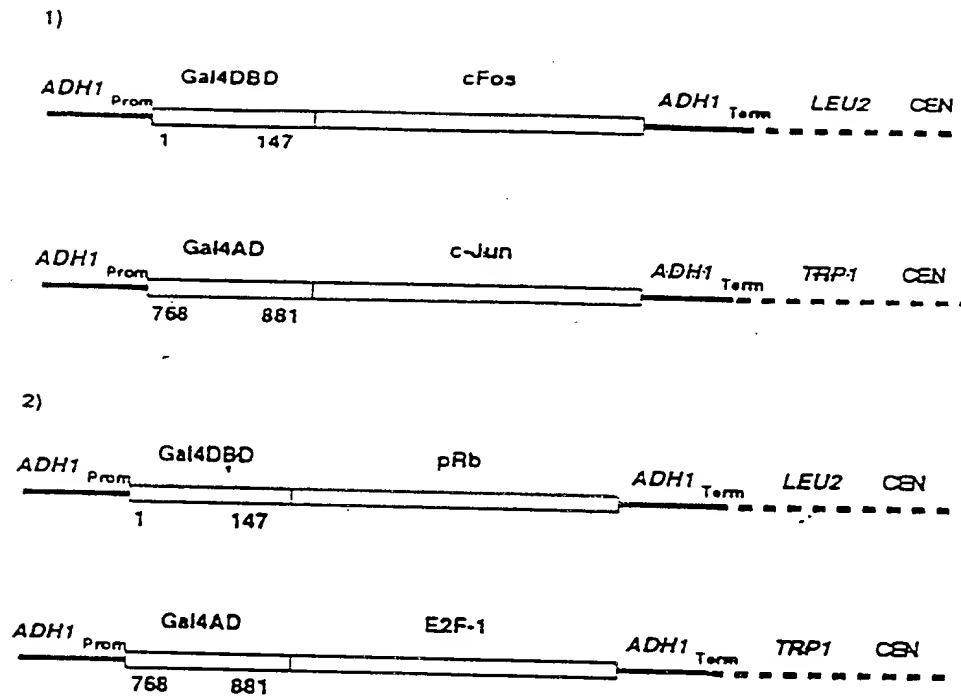 1)
Gal4DBD cFos
ADH1 Prom ADH1 Term LEU2 CEN
1 147
Gal4AD c-Jun
ADH1 Prom ADH1 Term TRP1 CEN
768 881
2)
Gal4DBD pRb
ADH1 Prom ADH1 Term LEU2 CEN
1 147
Gal4AD E2F-1
ADH1 Prom ADH1 Term TRP1 CEN
768 881